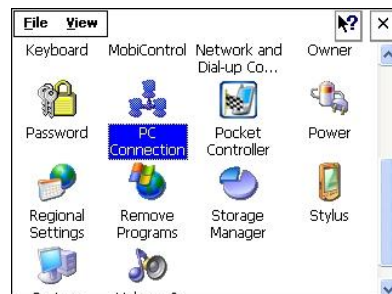 File View
Keyboard MobiControl Network and Dial-up Co... Owner
Password PC Connection Pocket Controller Power
Regional Settings Remove Programs Storage Manager Stylus